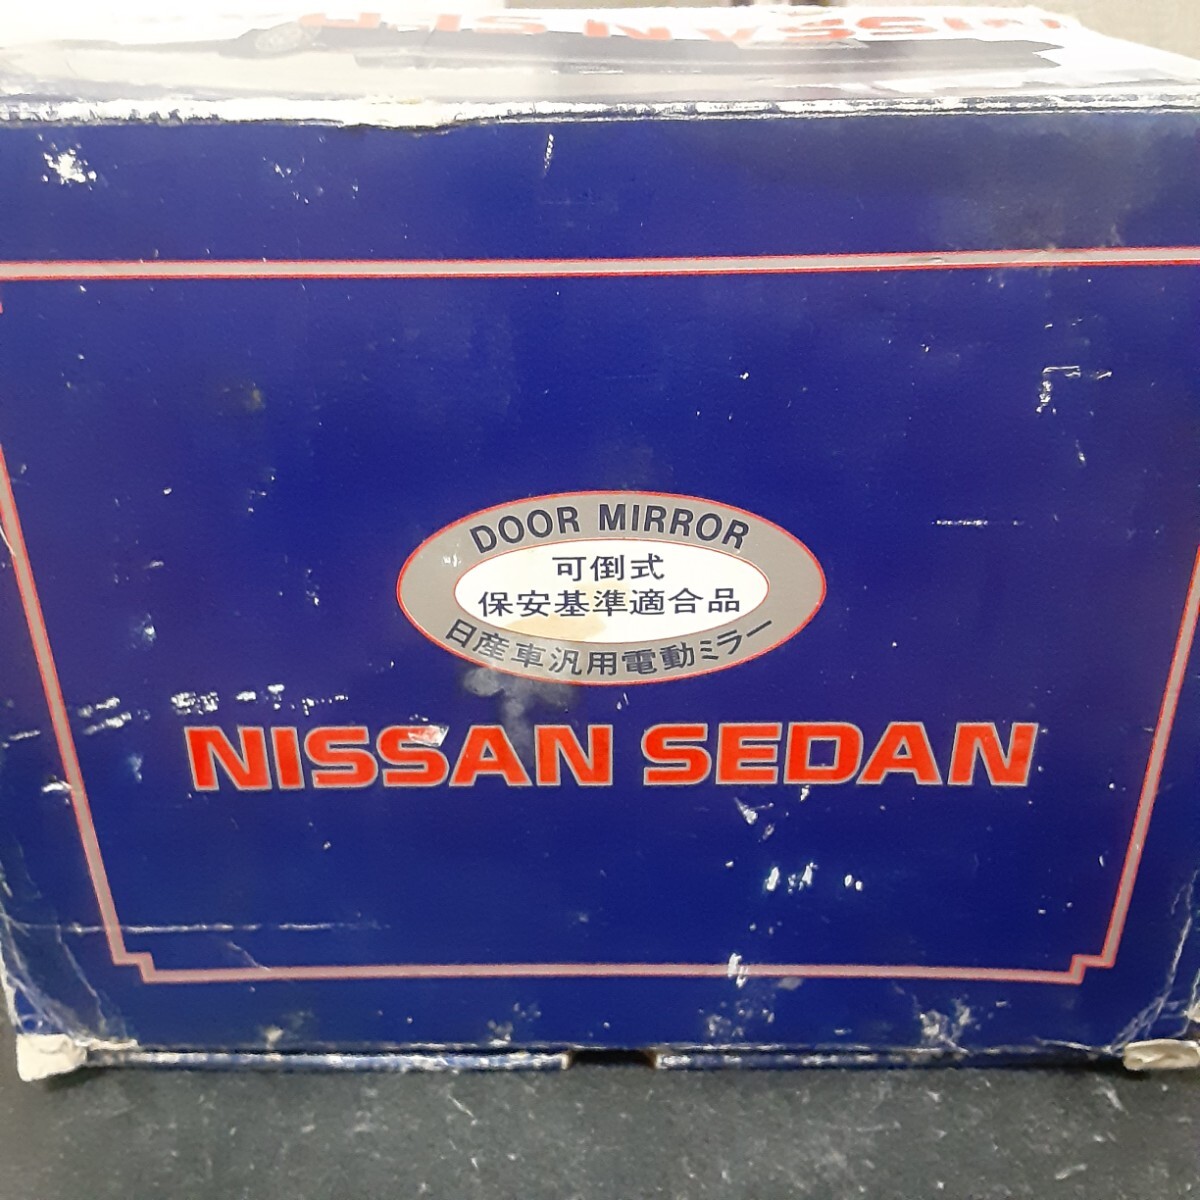 NISSAN
DOOR MIRROR
可倒式
保安基準適合品
日産車汎用電動ミラー
NISSAN SEDAN